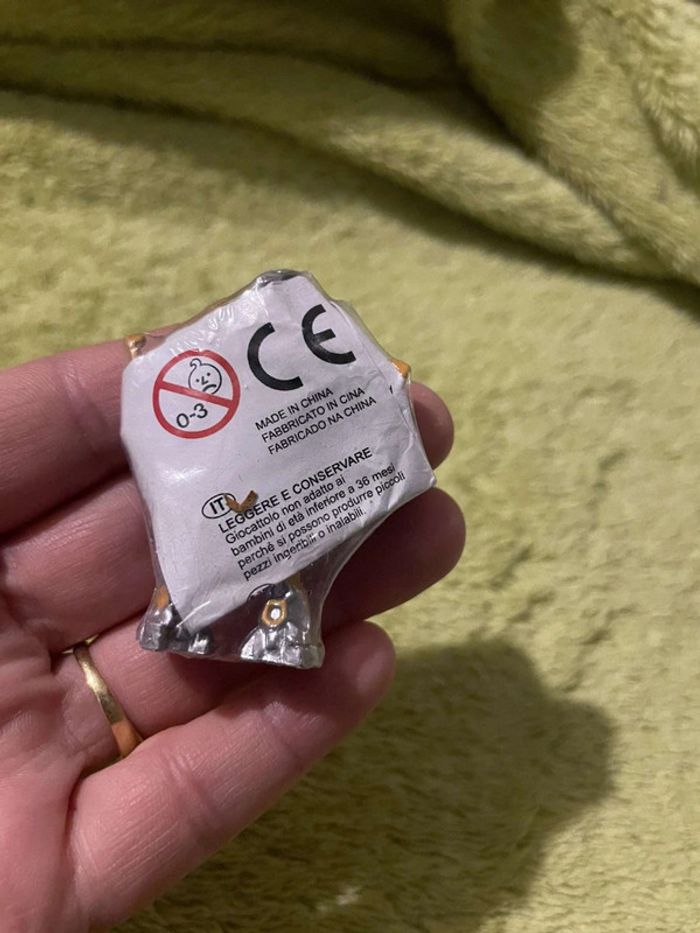 CE
0-3
MADE IN CHINA
FABBRICATO IN CINA
FABRICADO NA CHINA
IT
LEGGERE E CONSERVARE
Giocattolo non adatto ai
bambini di età inferiore a 36 mesi
perché si possono produrre piccoli
pezzi ingeribili o inalabili.